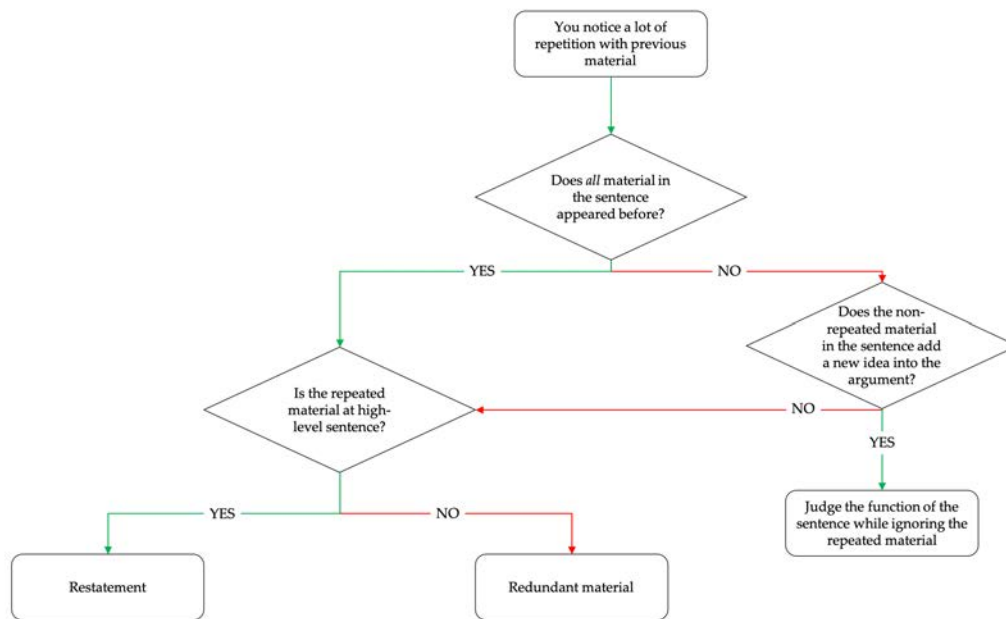 You notice a lot of
repetition with previous
material
Does all material in
the sentence
appeared before?
YES
NO
Does the non-
repeated material
in the sentence add
a new idea into the
argument?
Is the repeated
material at high-
level sentence?
NO
YES
YES
NO
Judge the function of the
sentence while ignoring the
repeated material
Restatement
Redundant material